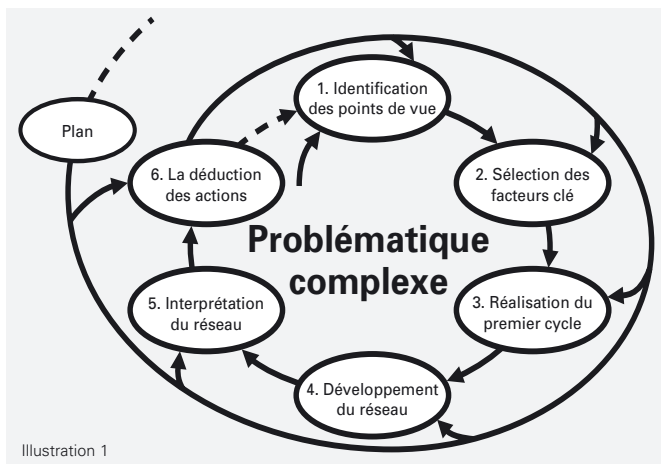 Plan
1. Identification
des points de vue
2. Sélection des
facteurs clé
3. Réalisation du
premier cycle
4. Développement
du réseau
5. Interprétation
du réseau
6. La déduction
des actions
Problématique
complexe
Illustration 1